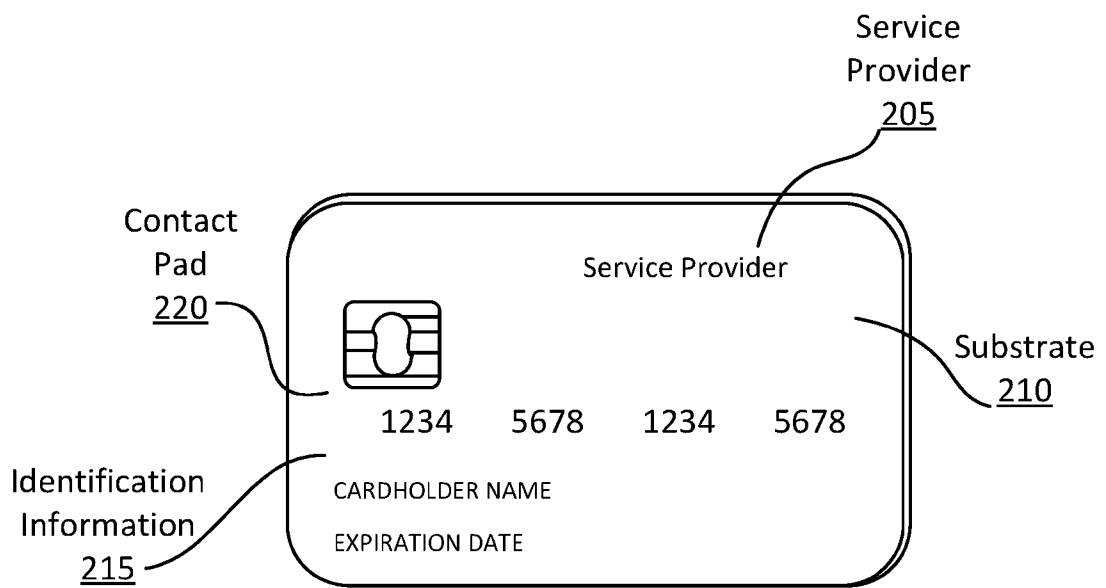 Service
Provider
205
Contact
Pad
220
Service Provider
Substrate
210
1234 5678 1234 5678
Identification
Information
215
CARDHOLDER NAME
EXPIRATION DATE